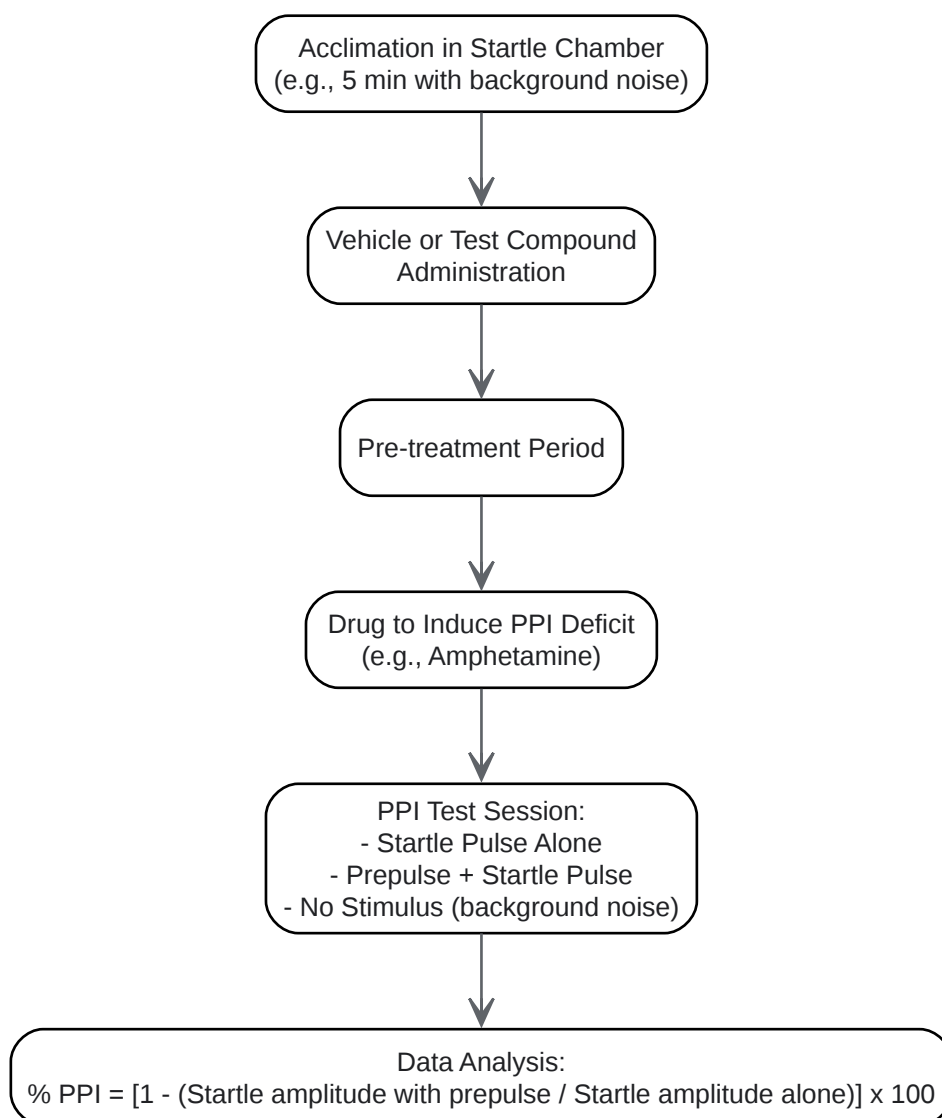 Acclimation in Startle Chamber
(e.g., 5 min with background noise)
Vehicle or Test Compound
Administration
Pre-treatment Period
Drug to Induce PPI Deficit
(e.g., Amphetamine)
PPI Test Session:
- Startle Pulse Alone
- Prepulse + Startle Pulse
- No Stimulus (background noise)
Data Analysis:
% PPI = [1 - (Startle amplitude with prepulse / Startle amplitude alone)] x 100